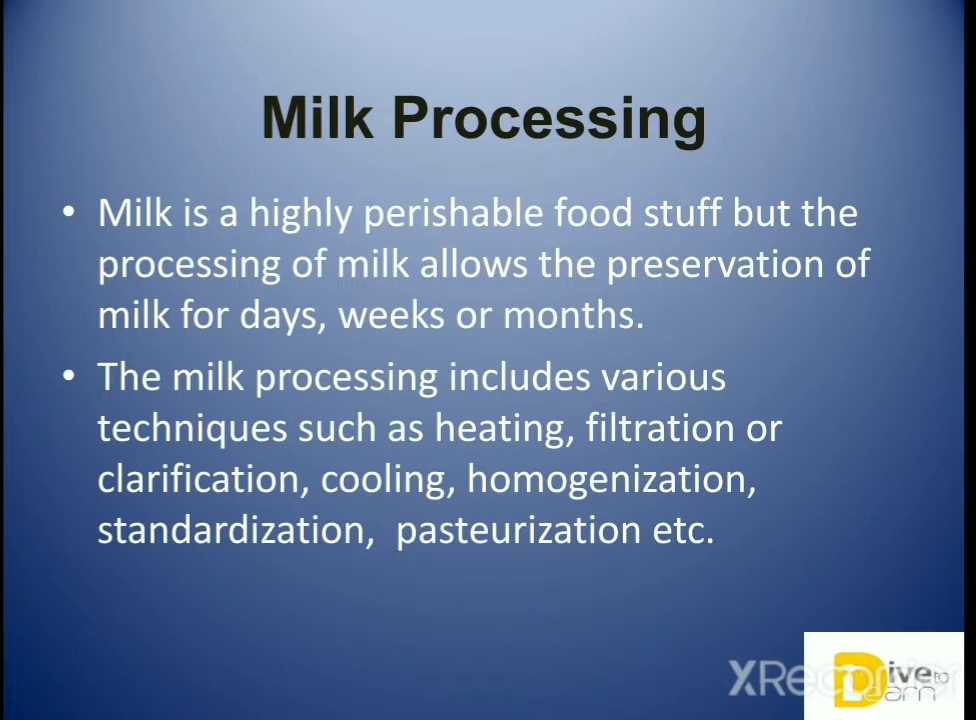 Milk Processing
• Milk is a highly perishable food stuff but the
processing of milk allows the preservation of
milk for days, weeks or months.
• The milk processing includes various
techniques such as heating, filtration or
clarification, cooling, homogenization,
standardization, pasteurization etc.
XRecorder
Dive to
Learn